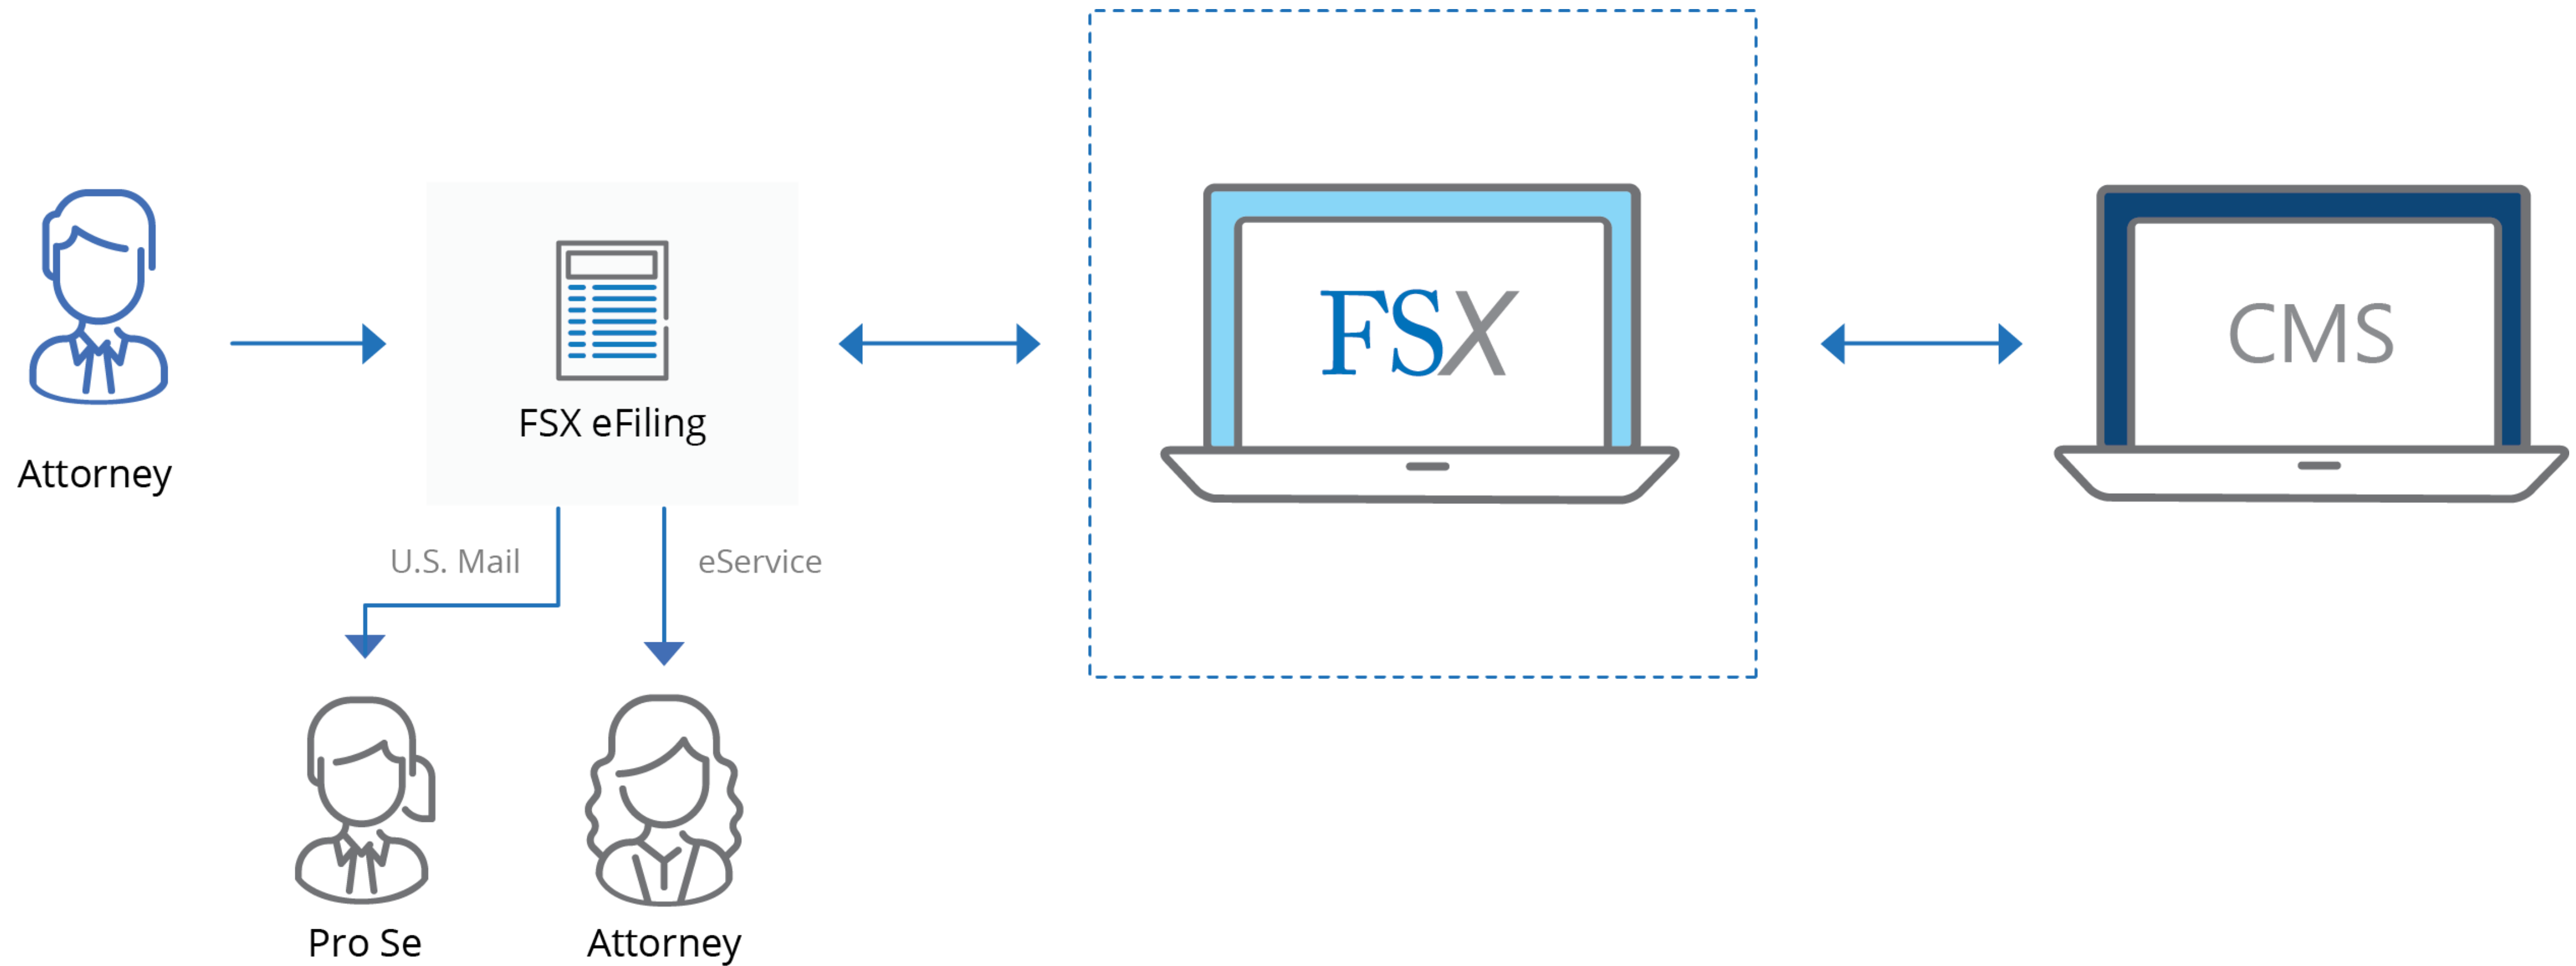 FSX
CMS
FSX eFiling
Attorney
U.S. Mail
eService
Pro Se
Attorney